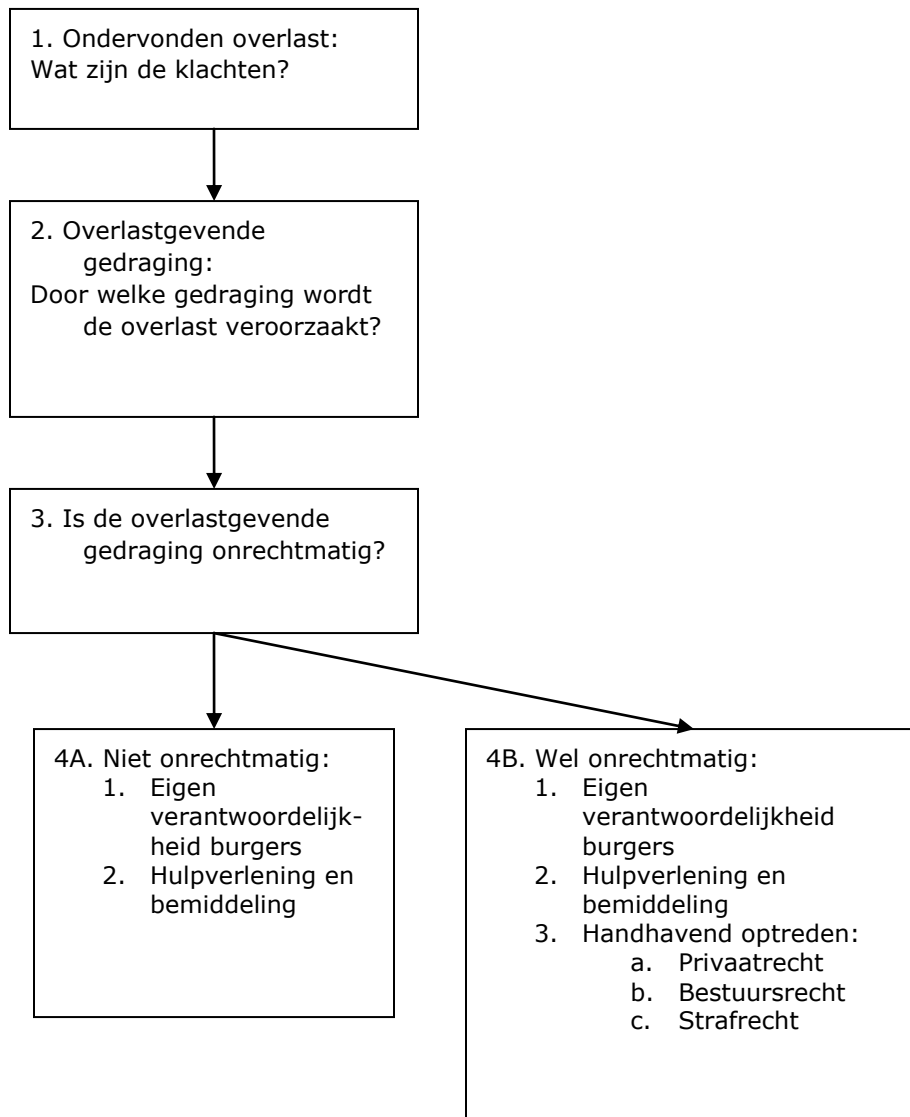 1. Ondervonden overlast:
Wat zijn de klachten?
2. Overlastgevende
gedraging:
Door welke gedraging wordt
de overlast veroorzaakt?
3. Is de overlastgevende
gedraging onrechtmatig?
4A. Niet onrechtmatig:
1. Eigen
verantwoordelijk-
heid burgers
2. Hulpverlening en
bemiddeling
4B. Wel onrechtmatig:
1. Eigen
verantwoordelijkheid
burgers
2. Hulpverlening en
bemiddeling
3. Handhavend optreden:
a. Privaatrecht
b. Bestuursrecht
c. Strafrecht